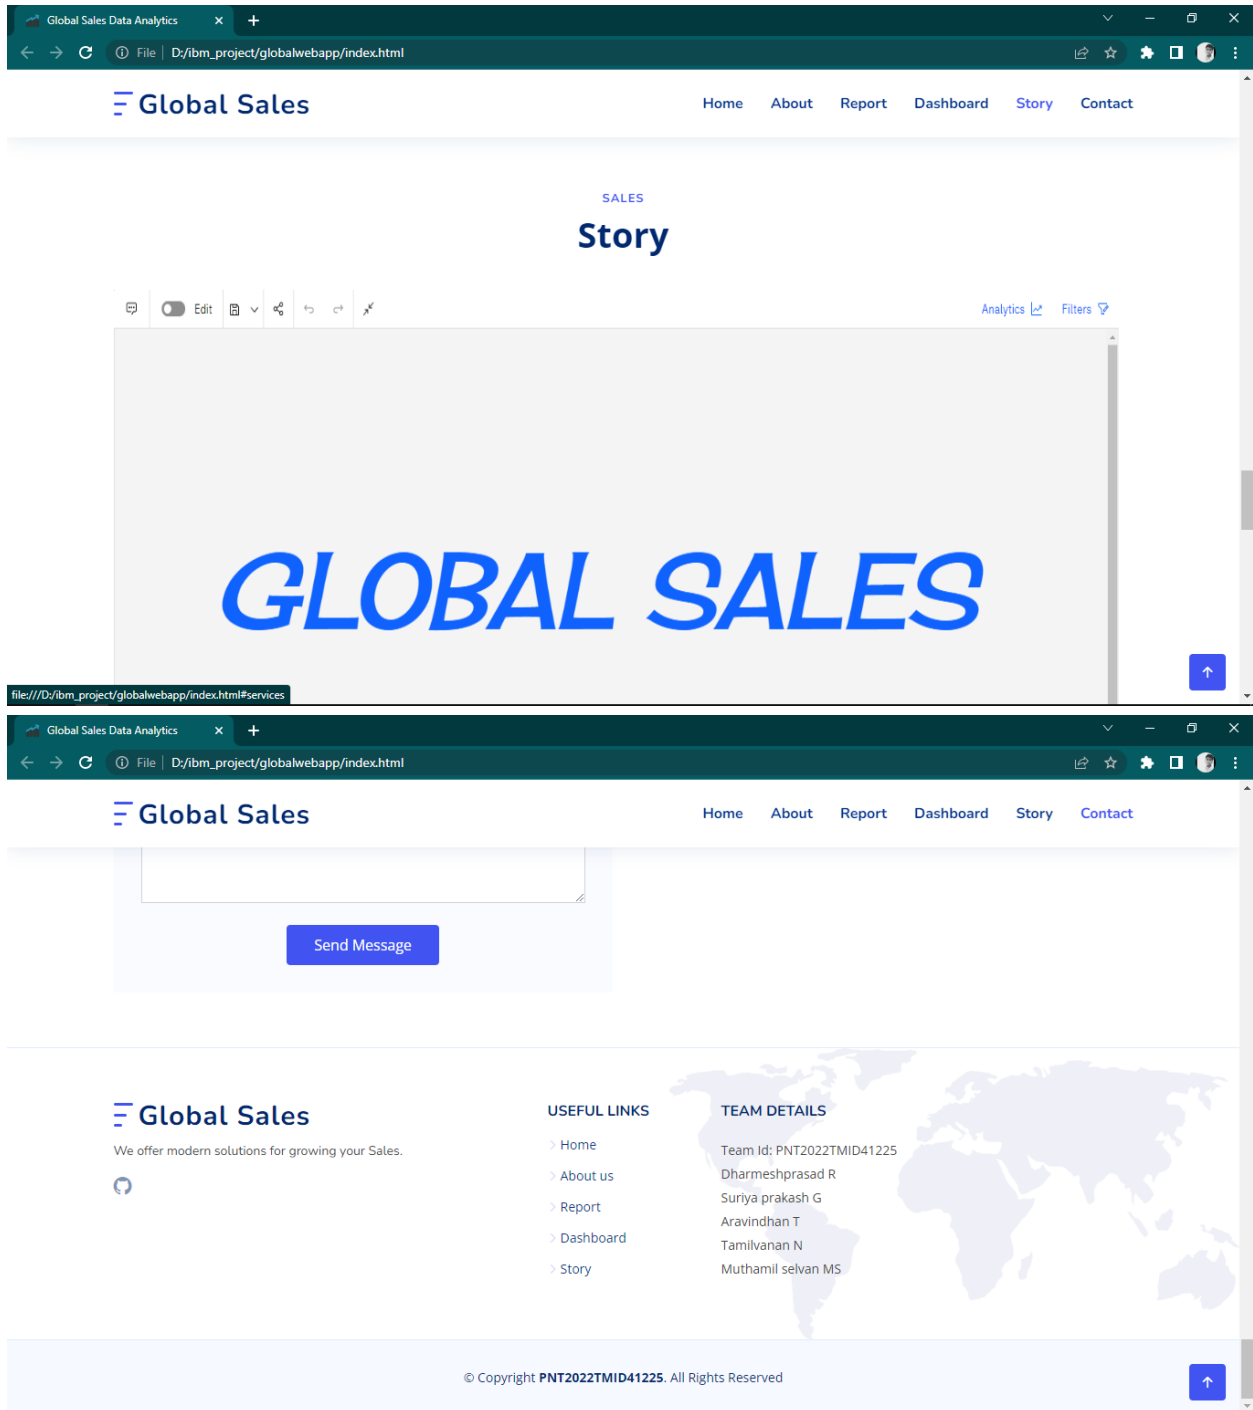 Global Sales Data Analytics
File | D:/ibm_project/globalwebapp/index.html
Global Sales Home About Report Dashboard Story Contact
SALES
Story
Edit Analytics Filters
GLOBAL SALES
file:///D:/ibm_project/globalwebapp/index.html#services
Global Sales Data Analytics
File | D:/ibm_project/globalwebapp/index.html
Global Sales Home About Report Dashboard Story Contact
Send Message
Global Sales
We offer modern solutions for growing your Sales.
USEFUL LINKS
Home
About us
Report
Dashboard
Story
TEAM DETAILS
Team Id: PNT2022TMID41225
Dharmeshprasad R
Suriya prakash G
Aravindhan T
Tamilvanan N
Muthamil selvan MS
© Copyright PNT2022TMID41225. All Rights Reserved